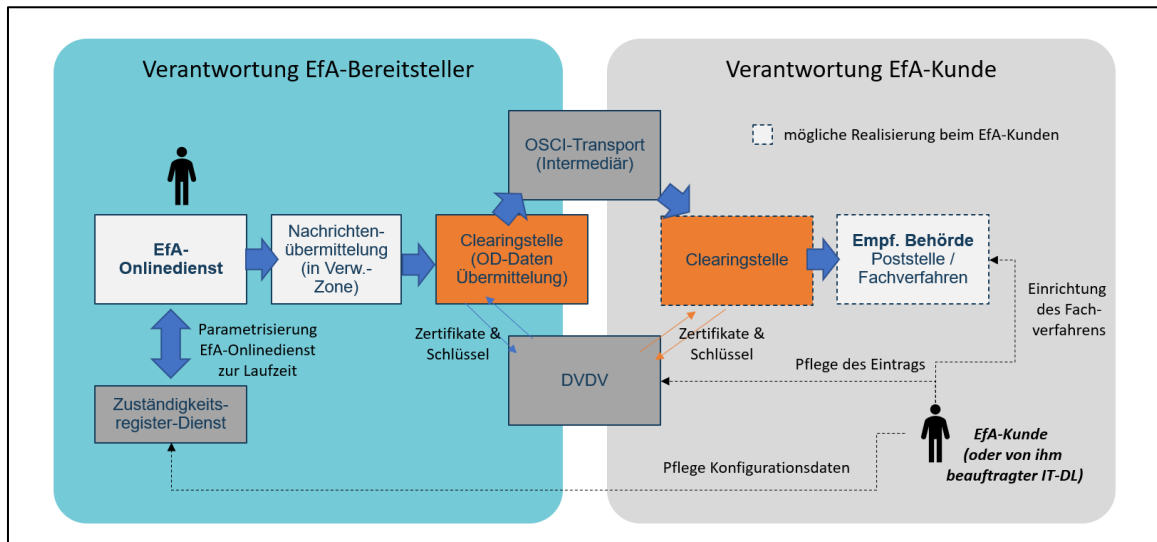 Verantwortung EfA-Bereitsteller
Verantwortung EfA-Kunde
OSCI-Transport
(Intermediär)
mögliche Realisierung beim EfA-Kunden
EfA-
Onlinedienst
Nachrichten-
übermittelung
(in Verw.-
Zone)
Clearingstelle
(OD-Daten
Übermittelung)
Clearingstelle
Empf. Behörde
Poststelle /
Fachverfahren
Parametrisierung
EfA-Onlinedienst
zur Laufzeit
Zertifikate &
Schlüssel
DVDV
Zertifikate &
Schlüssel
Einrichtung
des Fach-
verfahrens
Pflege des Eintrags
Zuständigkeits-
register-Dienst
Pflege Konfigurationsdaten
EfA-Kunde
(oder von ihm
beauftragter IT-DL)